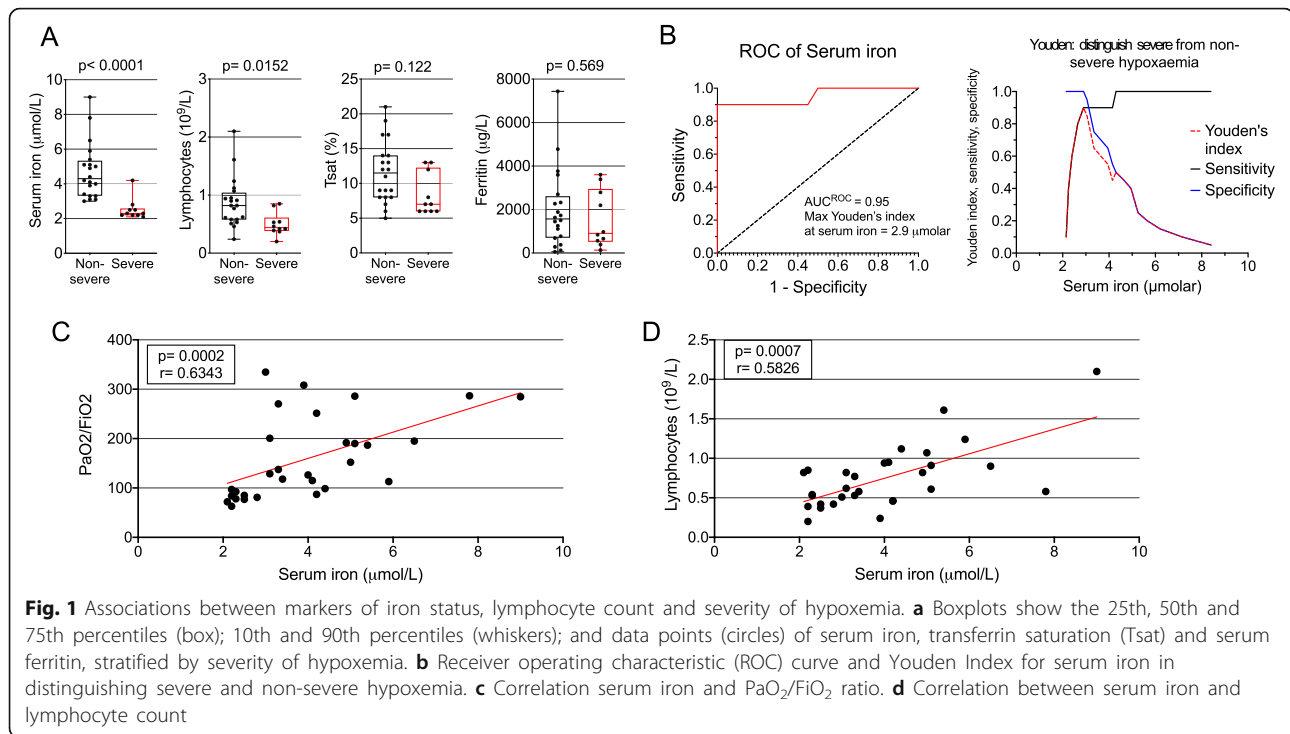 A
p< 0.0001
Serum iron (μmol/L)
10
8
6
4
2
0
Non-severe
Severe
p= 0.0152
Lymphocytes (10⁹/L)
3
2
1
0
Non-severe
Severe
p= 0.122
Tsat (%)
25
20
15
10
5
0
Non-severe
Severe
p= 0.569
Ferritin (μg/L)
8000
6000
4000
2000
0
Non-severe
Severe
B
ROC of Serum iron
Sensitivity
1.0
0.8
0.6
0.4
0.2
0.0
0.0 0.2 0.4 0.6 0.8 1.0
1 - Specificity
AUC^ROC = 0.95
Max Youden's index
at serum iron = 2.9 μmolar
Youden: distinguish severe from non-
severe hypoxaemia
Youden index, sensitivity, specificity
1.0
0.8
0.6
0.4
0.2
0.0
0 2 4 6 8 10
Serum iron (μmolar)
Youden's
index
Sensitivity
Specificity
C
p= 0.0002
r= 0.6343
PaO2/FiO2
400
300
200
100
0
0 2 4 6 8 10
Serum iron (μmol/L)
D
p= 0.0007
r= 0.5826
Lymphocytes (10⁹/L)
2.5
2.0
1.5
1.0
0.5
0.0
0 2 4 6 8 10
Serum iron (μmol/L)
Fig. 1 Associations between markers of iron status, lymphocyte count and severity of hypoxemia. a Boxplots show the 25th, 50th and
75th percentiles (box); 10th and 90th percentiles (whiskers); and data points (circles) of serum iron, transferrin saturation (Tsat) and serum
ferritin, stratified by severity of hypoxemia. b Receiver operating characteristic (ROC) curve and Youden Index for serum iron in
distinguishing severe and non-severe hypoxemia. c Correlation serum iron and PaO₂/FiO₂ ratio. d Correlation between serum iron and
lymphocyte count